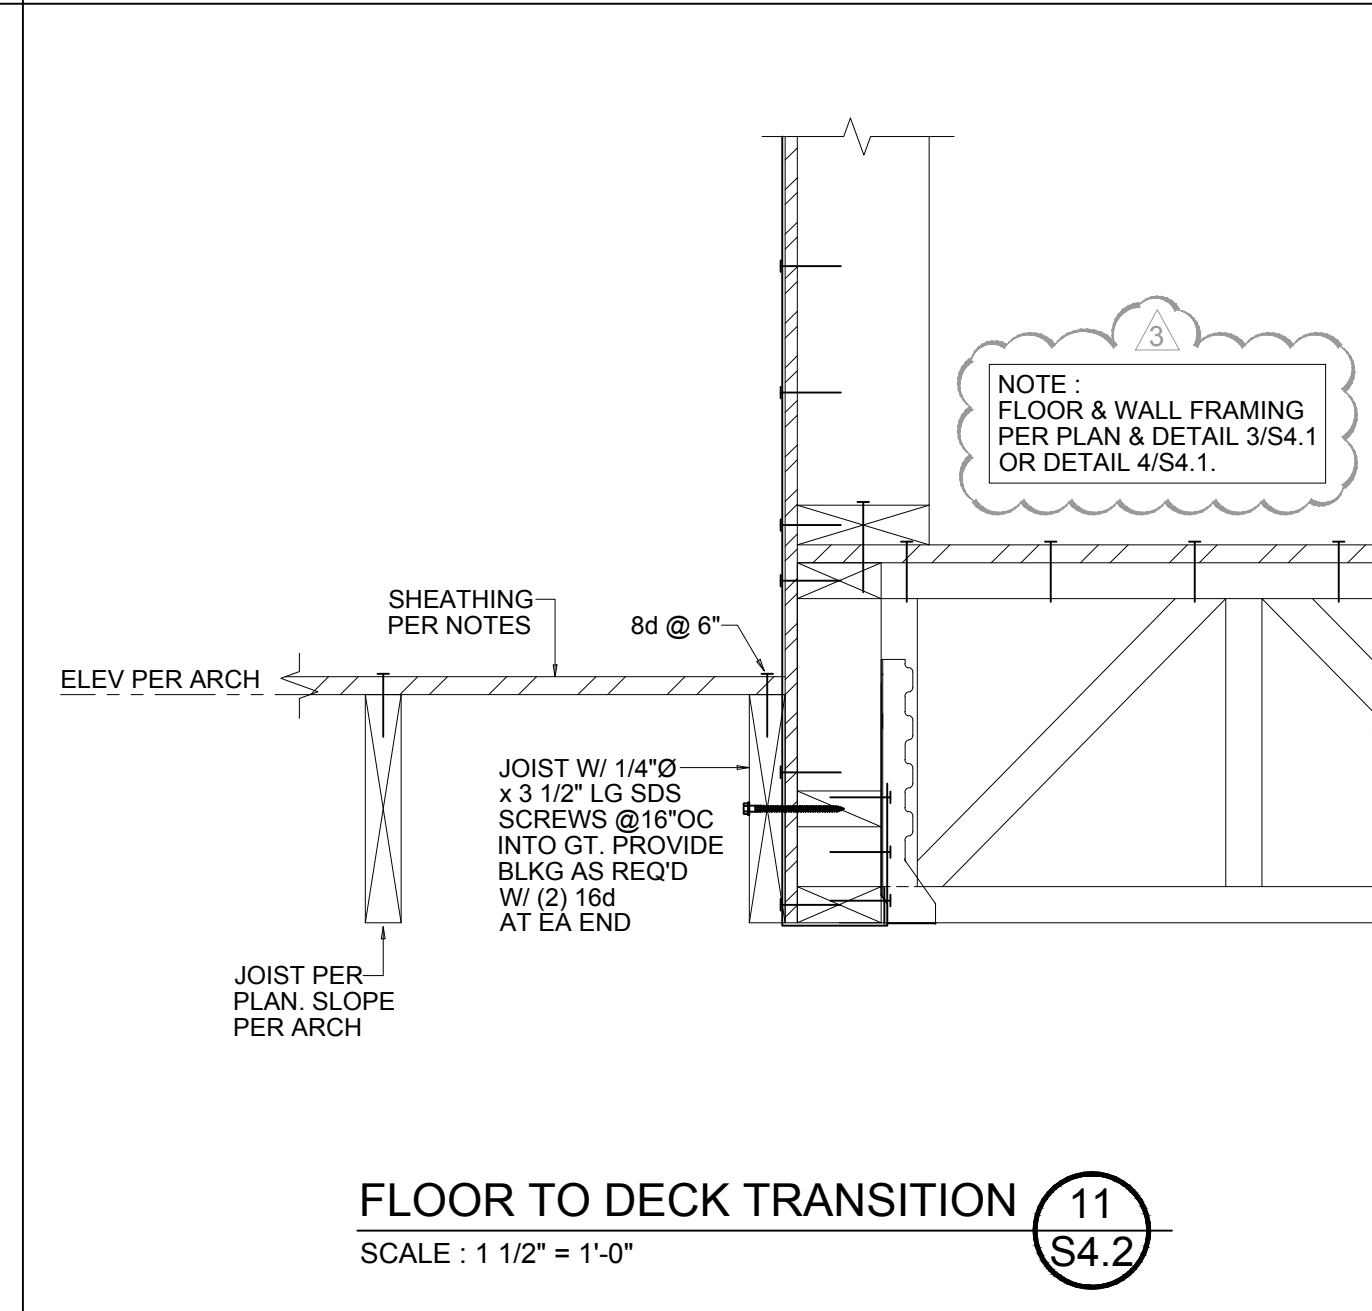 3
NOTE :
FLOOR & WALL FRAMING
PER PLAN & DETAIL 3/S4.1
OR DETAIL 4/S4.1.
SHEATHING
PER NOTES
8d @ 6"
ELEV PER ARCH
JOIST W/ 1/4"Ø
x 3 1/2" LG SDS
SCREWS @16"OC
INTO GT. PROVIDE
BLKG AS REQ'D
W/ (2) 16d
AT EA END
JOIST PER
PLAN. SLOPE
PER ARCH
FLOOR TO DECK TRANSITION
SCALE : 1 1/2" = 1'-0"
11
S4.2